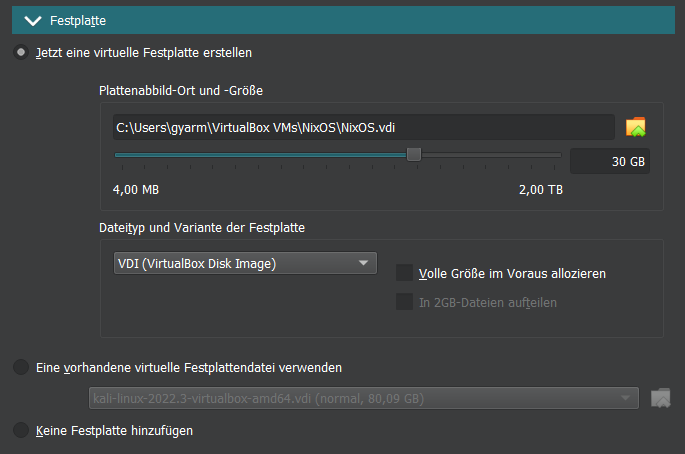 Festplatte
Jetzt eine virtuelle Festplatte erstellen
Plattenabbild-Ort und -Größe
C:\Users\gyarm\VirtualBox VMs\NixOS\NixOS.vdi
30 GB
4,00 MB 2,00 TB
Dateityp und Variante der Festplatte
VDI (VirtualBox Disk Image)
Volle Größe im Voraus allozieren
In 2GB-Dateien aufteilen
Eine vorhandene virtuelle Festplattendatei verwenden
kali-linux-2022.3-virtualbox-amd64.vdi (normal, 80,09 GB)
Keine Festplatte hinzufügen